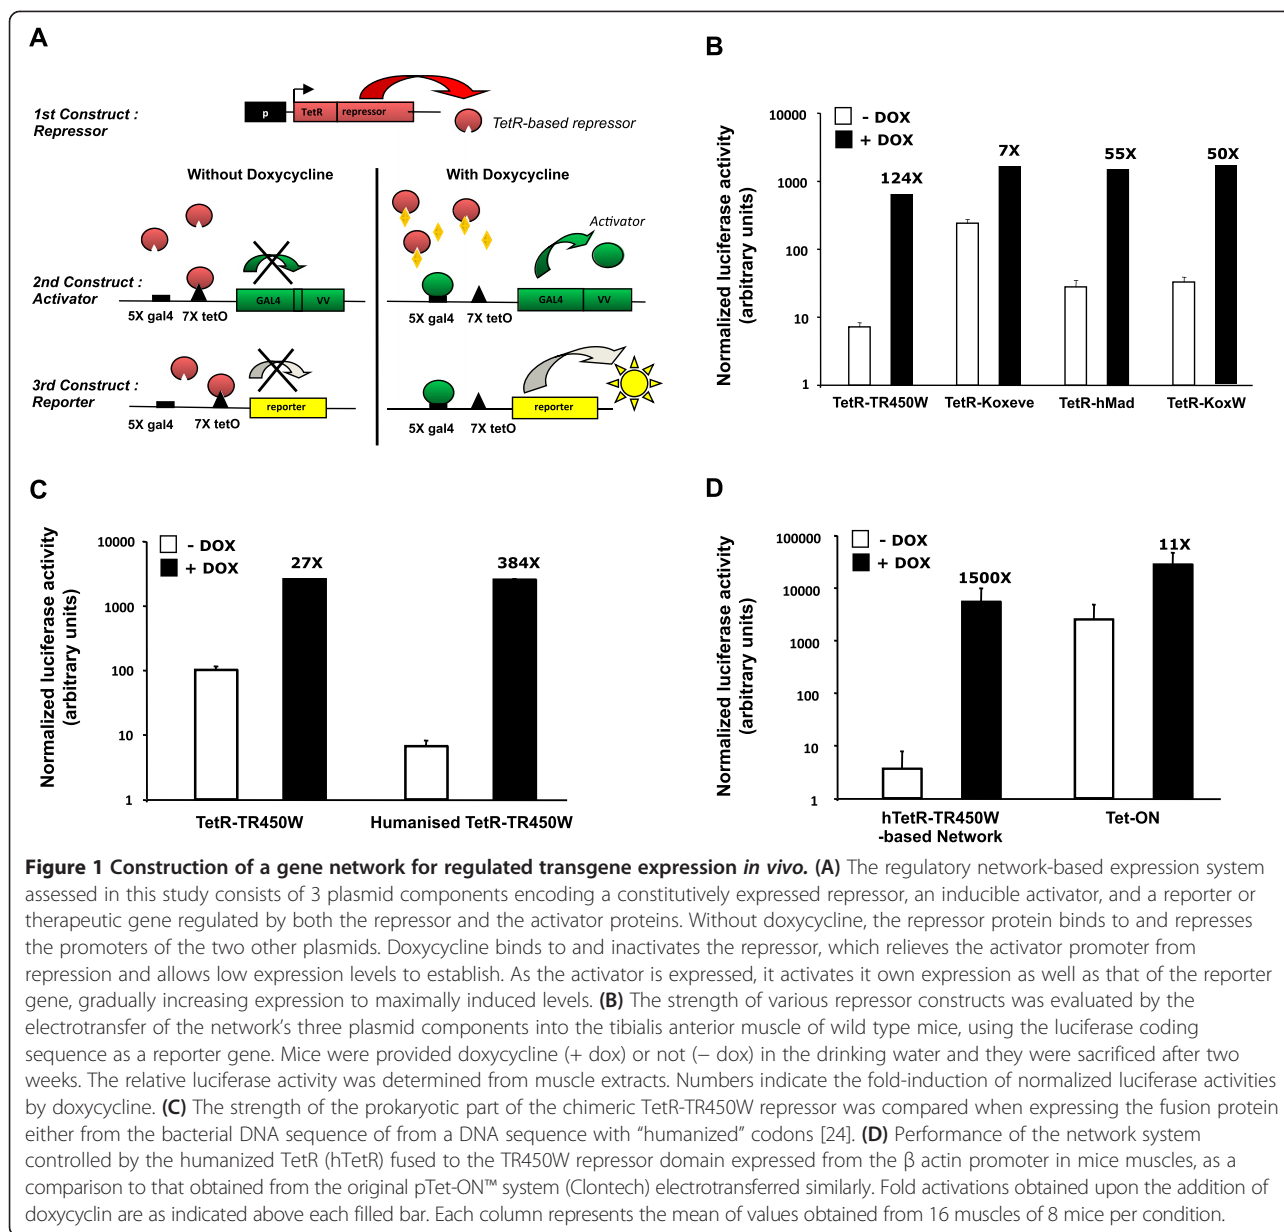 A
1st Construct :
Repressor
p
TetR
repressor
TetR-based repressor
Without Doxycycline
With Doxycycline
Activator
2nd Construct :
Activator
GAL4
VV
5X gal4
7X tetO
GAL4
VV
5X gal4
7X tetO
3rd Construct :
Reporter
reporter
5X gal4
7X tetO
reporter
5X gal4
7X tetO
B
Normalized luciferase activity
(arbitrary units)
10000
1000
100
10
1
- DOX
+ DOX
124X
7X
55X
50X
TetR-TR450W
TetR-Koxeve
TetR-hMad
TetR-KoxW
C
Normalized luciferase activity
(arbitrary units)
10000
1000
100
10
1
- DOX
+ DOX
27X
384X
TetR-TR450W
Humanised TetR-TR450W
D
Normalized luciferase activity
(arbitrary units)
100000
10000
1000
100
10
1
- DOX
+ DOX
1500X
11X
hTetR-TR450W
-based Network
Tet-ON
Figure 1 Construction of a gene network for regulated transgene expression in vivo. (A) The regulatory network-based expression system
assessed in this study consists of 3 plasmid components encoding a constitutively expressed repressor, an inducible activator, and a reporter or
therapeutic gene regulated by both the repressor and the activator proteins. Without doxycycline, the repressor protein binds to and represses
the promoters of the two other plasmids. Doxycycline binds to and inactivates the repressor, which relieves the activator promoter from
repression and allows low expression levels to establish. As the activator is expressed, it activates it own expression as well as that of the reporter
gene, gradually increasing expression to maximally induced levels. (B) The strength of various repressor constructs was evaluated by the
electrotransfer of the network's three plasmid components into the tibialis anterior muscle of wild type mice, using the luciferase coding
sequence as a reporter gene. Mice were provided doxycycline (+ dox) or not (− dox) in the drinking water and they were sacrificed after two
weeks. The relative luciferase activity was determined from muscle extracts. Numbers indicate the fold-induction of normalized luciferase activities
by doxycycline. (C) The strength of the prokaryotic part of the chimeric TetR-TR450W repressor was compared when expressing the fusion protein
either from the bacterial DNA sequence of from a DNA sequence with "humanized" codons [24]. (D) Performance of the network system
controlled by the humanized TetR (hTetR) fused to the TR450W repressor domain expressed from the β actin promoter in mice muscles, as a
comparison to that obtained from the original pTet-ON™ system (Clontech) electrotransferred similarly. Fold activations obtained upon the addition of
doxycyclin are as indicated above each filled bar. Each column represents the mean of values obtained from 16 muscles of 8 mice per condition.